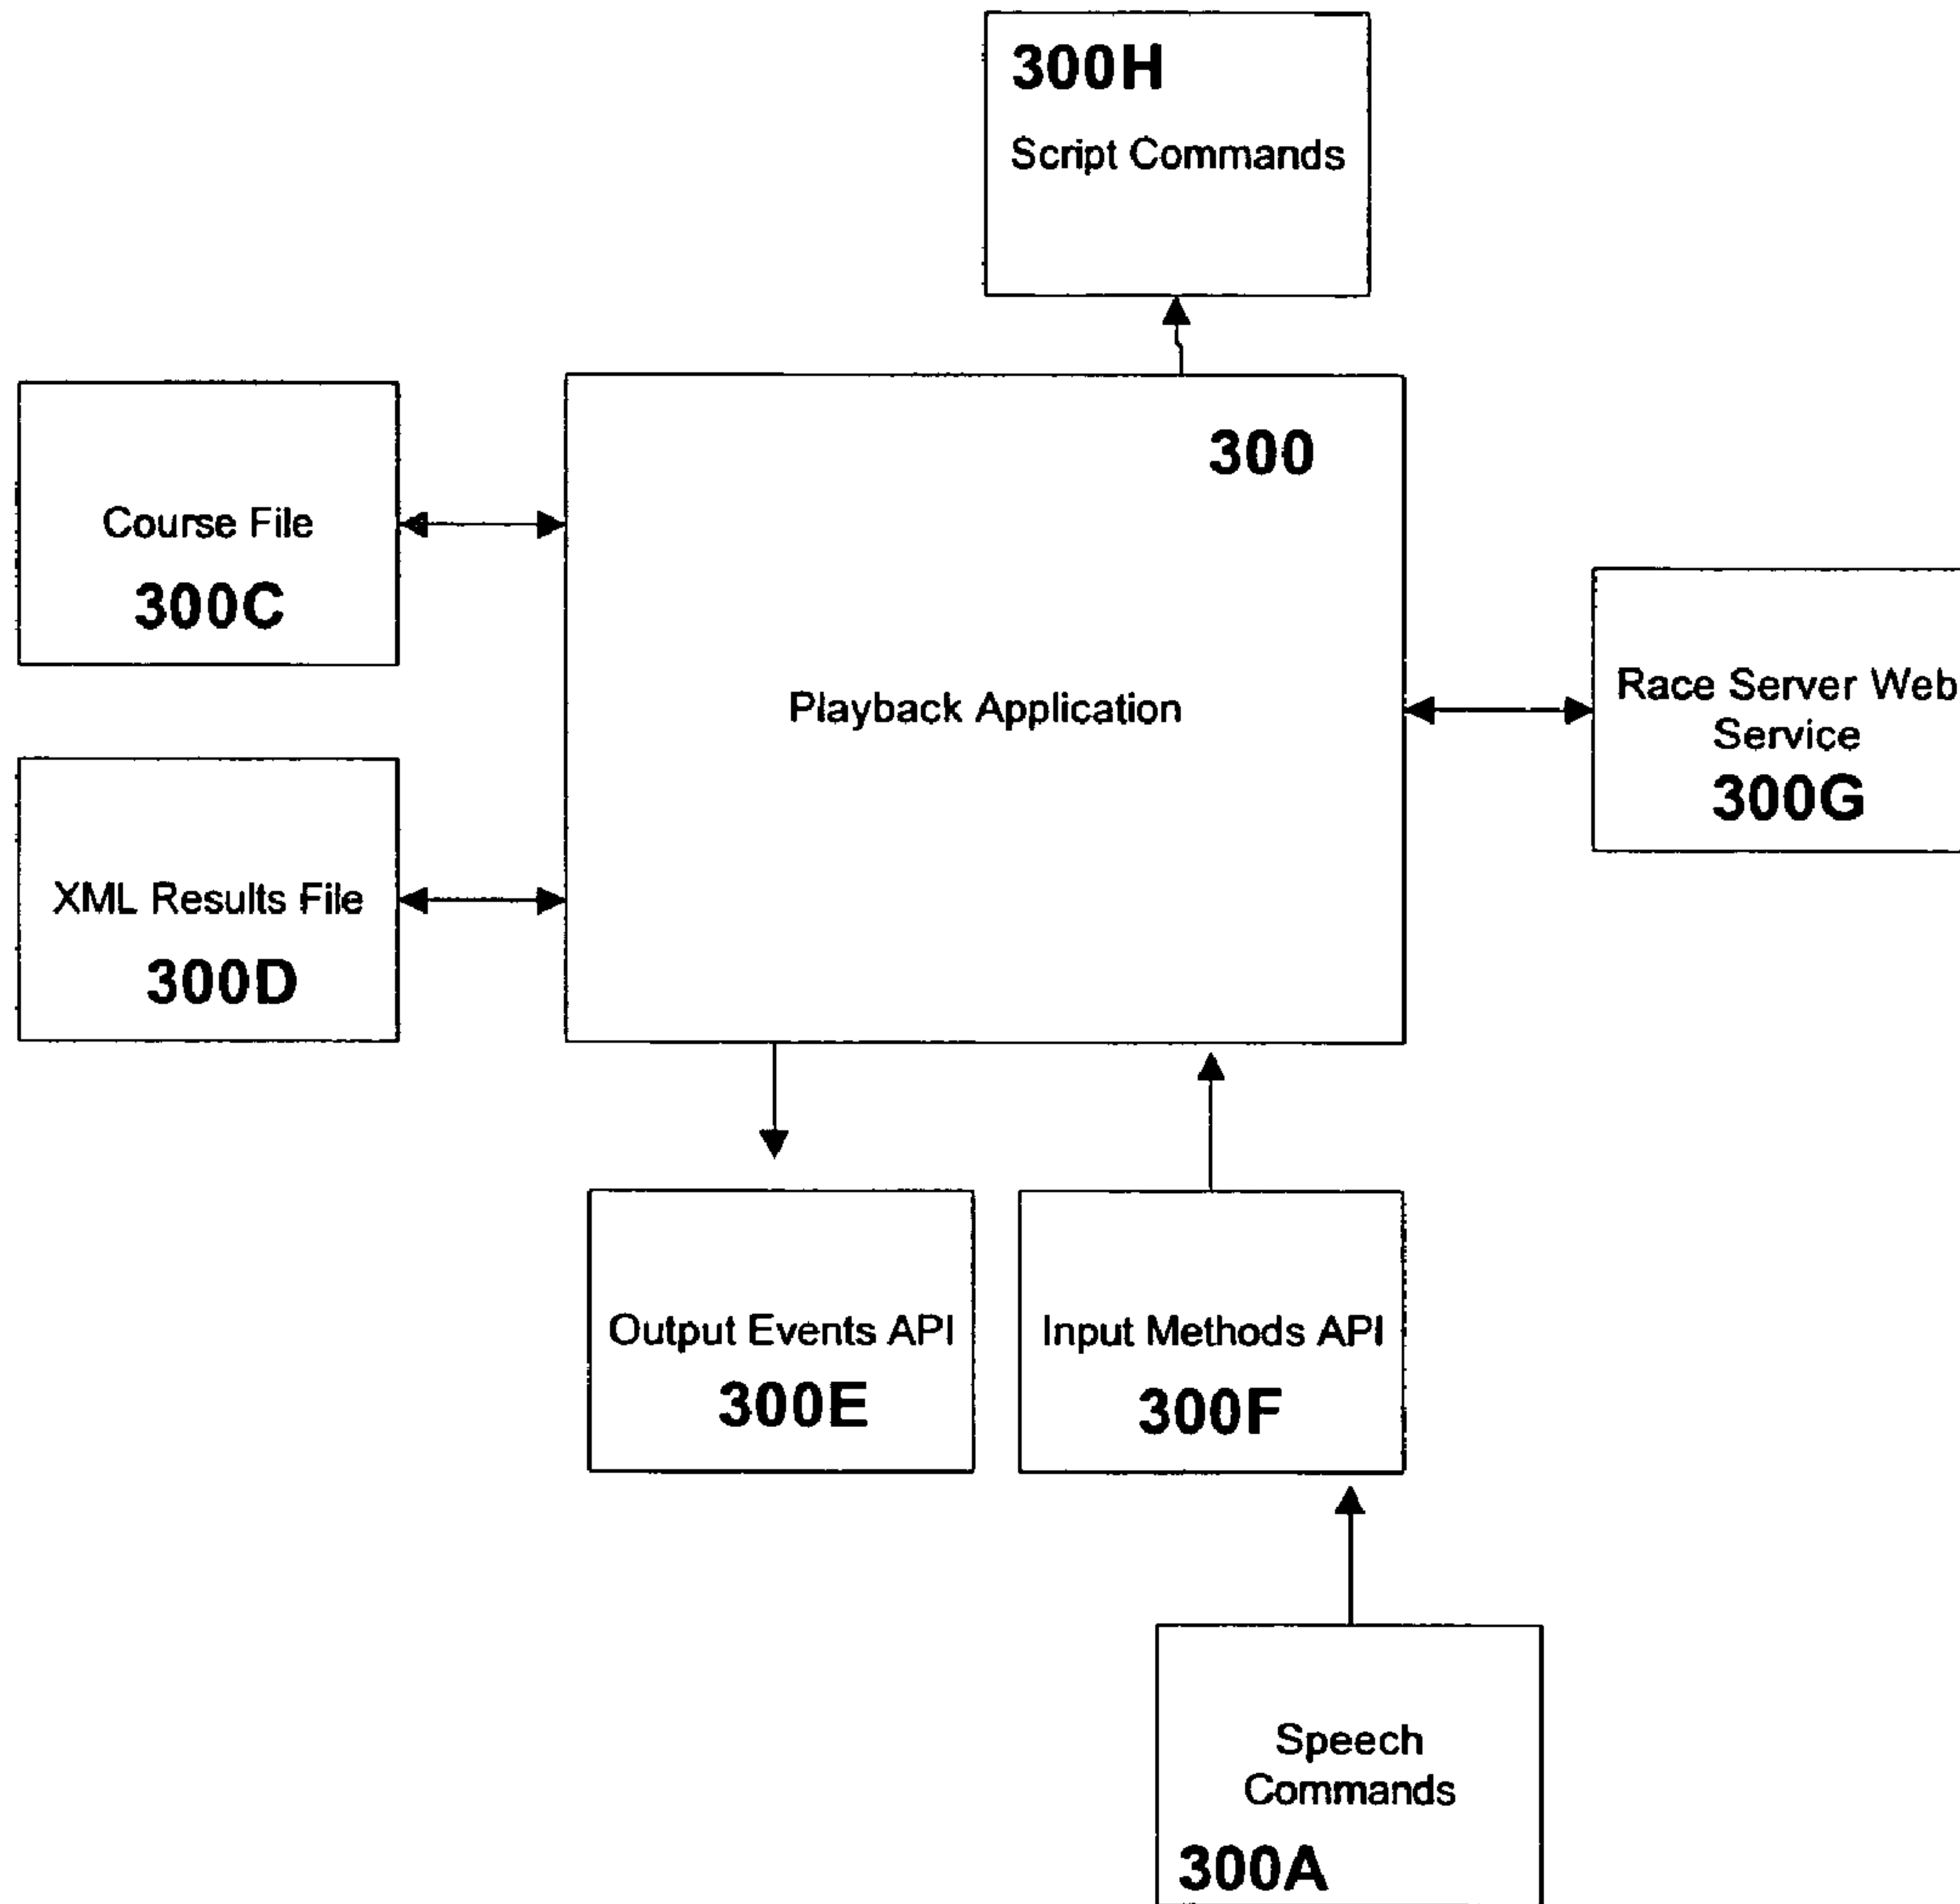 300H
Script Commands
300
Course File
300C
Playback Application
Race Server Web
Service
300G
XML Results File
300D
Output Events API
300E
Input Methods API
300F
Speech
Commands
300A